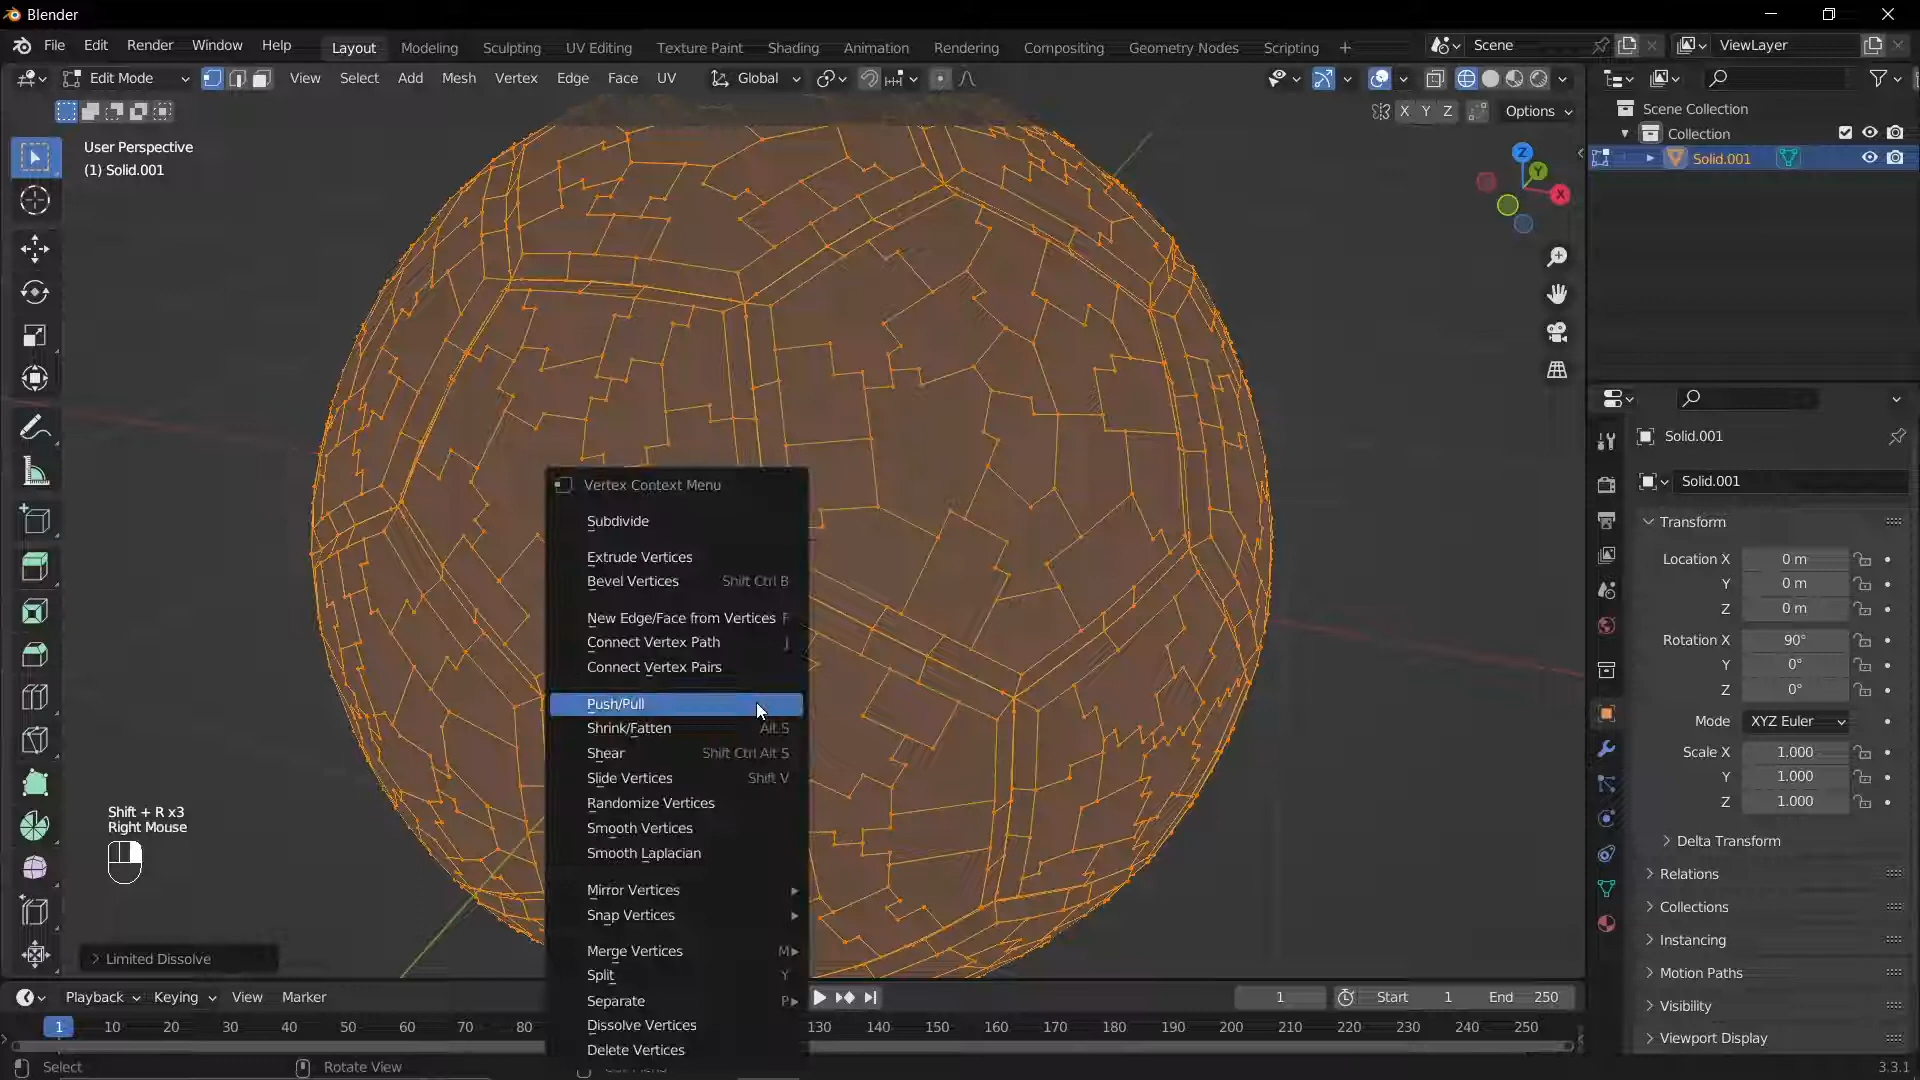 Blender
File Edit Render Window Help Layout Modeling Sculpting UV Editing Texture Paint Shading Animation Rendering Compositing Geometry Nodes Scripting + Scene ViewLayer
Edit Mode View Select Add Mesh Vertex Edge Face UV Global
X Y Z Options
User Perspective
(1) Solid.001
Z
Y
X
Scene Collection
Collection
Solid.001
Solid.001
Solid.001
Transform
Location X 0 m
Y 0 m
Z 0 m
Rotation X 90°
Y 0°
Z 0°
Mode XYZ Euler
Scale X 1.000
Y 1.000
Z 1.000
Delta Transform
Relations
Collections
Instancing
Motion Paths
Visibility
Viewport Display
Vertex Context Menu
Subdivide
Extrude Vertices
Bevel Vertices Shift Ctrl B
New Edge/Face from Vertices F
Connect Vertex Path J
Connect Vertex Pairs
Push/Pull
Shrink/Fatten Alt S
Shear Shift Ctrl Alt S
Slide Vertices Shift V
Randomize Vertices
Smooth Vertices
Smooth Laplacian
Mirror Vertices
Snap Vertices
Merge Vertices M
Split Y
Separate P
Dissolve Vertices
Delete Vertices
Shift + R x3
Right Mouse
Limited Dissolve
Playback Keying View Marker 1 Start 1 End 250
1 10 20 30 40 50 60 70 80 130 140 150 160 170 180 190 200 210 220 230 240 250
Select Rotate View 3.3.1